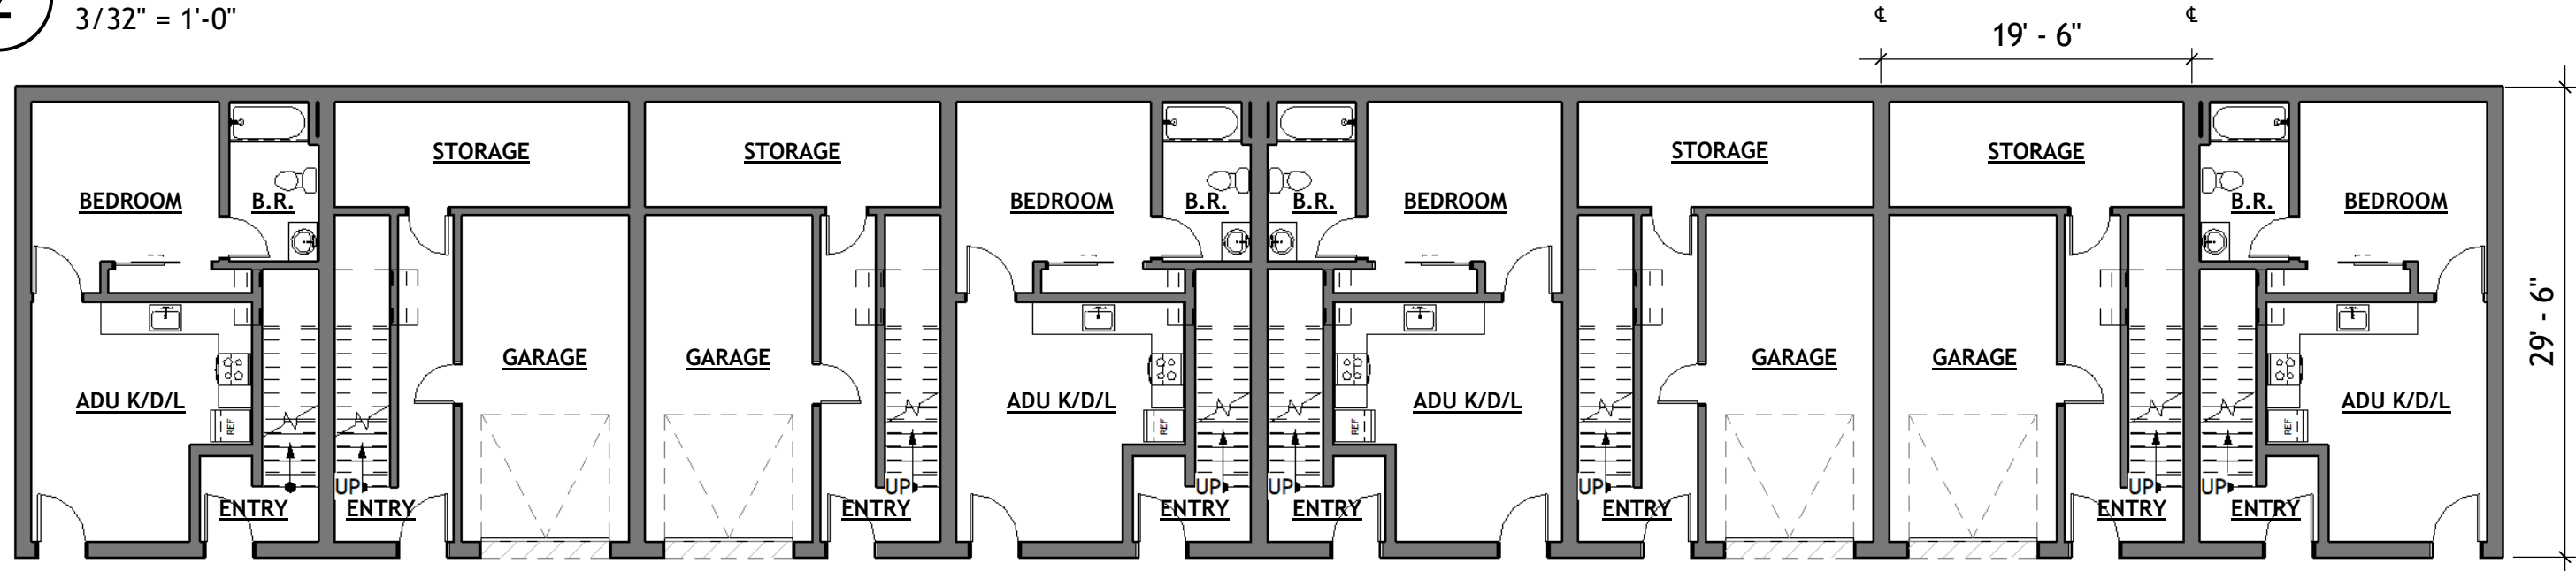 3/32" = 1'-0"
℄ ℄
19' - 6"
STORAGE STORAGE STORAGE STORAGE
BEDROOM B.R. BEDROOM B.R. B.R. BEDROOM B.R. BEDROOM
29' - 6"
GARAGE GARAGE GARAGE GARAGE
ADU K/D/L ADU K/D/L ADU K/D/L ADU K/D/L
REF REF REF REF
UP UP UP UP UP UP UP
ENTRY ENTRY ENTRY ENTRY ENTRY ENTRY ENTRY ENTRY